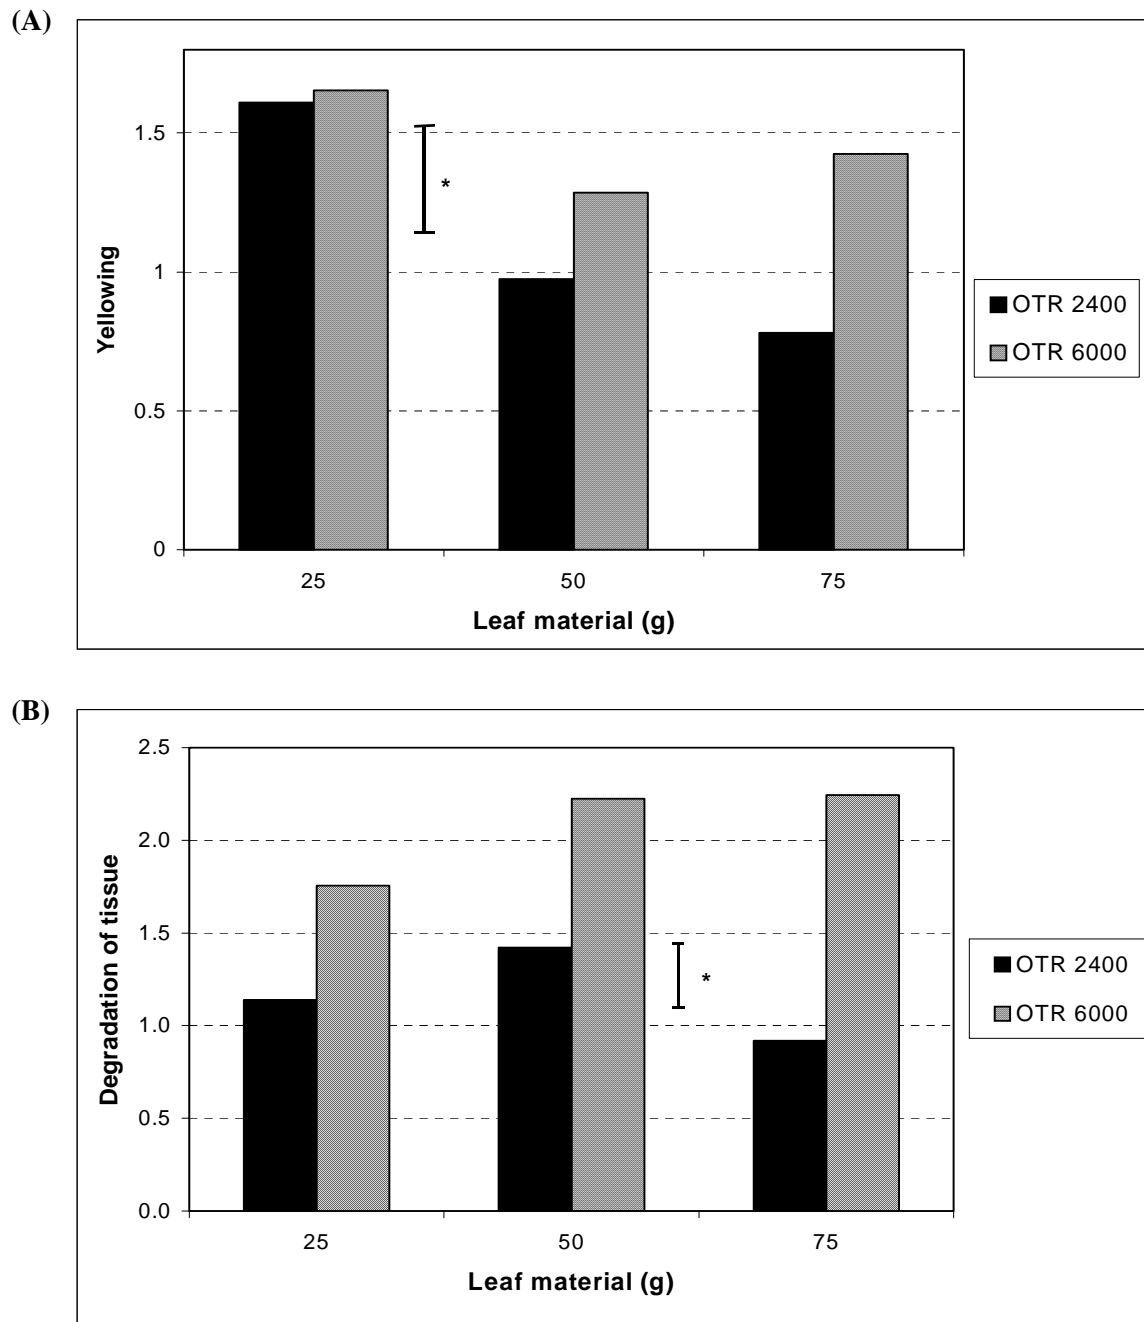 (A)
1.5
1
0.5
0
*
Yellowing
25 50 75
Leaf material (g)
OTR 2400
OTR 6000
(B)
2.5
2.0
1.5
1.0
0.5
0.0
*
Degradation of tissue
25 50 75
Leaf material (g)
OTR 2400
OTR 6000